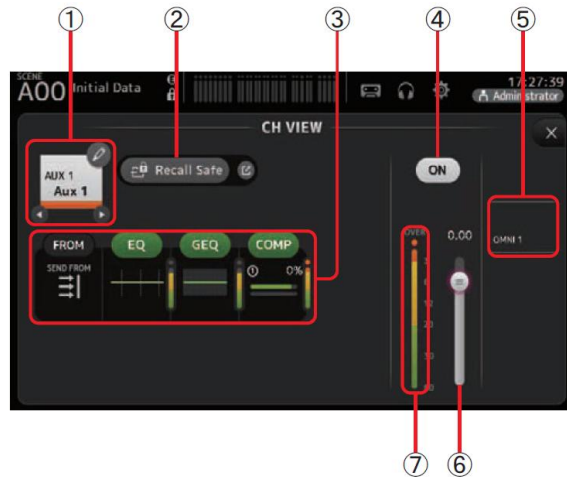 ① ② ③ ④ ⑤
SCENE
A00 Initial Data
17:27:39
Administrator
CH VIEW
AUX 1
Aux 1
Recall Safe
ON
FROM EQ GEQ COMP
SEND FROM
0%
OVER
0.00
OMNI 1
⑦ ⑥